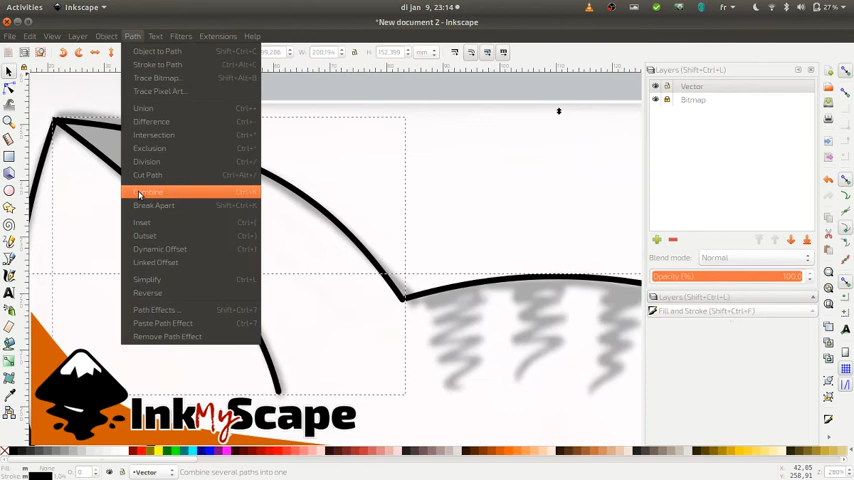 Activities Inkscape di jan 9, 23:14 fr 27 %
*New document 2 - Inkscape
File Edit View Layer Object Path Text Filters Extensions Help
W: 200,194 H: 152,399 mm
Object to Path Shift+Ctrl+C
Stroke to Path Ctrl+Alt+C
Trace Bitmap... Shift+Alt+B
Trace Pixel Art...
Union Ctrl++
Difference Ctrl+-
Intersection Ctrl+*
Exclusion Ctrl+^
Division Ctrl+/
Cut Path Ctrl+Alt+/
Combine Ctrl+K
Break Apart Shift+Ctrl+K
Inset Ctrl+(
Outset Ctrl+)
Dynamic Offset Ctrl+J
Linked Offset
Simplify Ctrl+L
Reverse
Path Effects ... Shift+Ctrl+7
Paste Path Effect Ctrl+7
Remove Path Effect
Layers (Shift+Ctrl+L)
Vector
Bitmap
Blend mode: Normal
Opacity (%) 100,0
Layers (Shift+Ctrl+L)
Fill and Stroke (Shift+Ctrl+F)
InkMyScape
Fill: m None
Stroke: m 1,04
O: 0
•Vector
Combine several paths into one
X: 42,05
Y: 258,91
Z: 280%